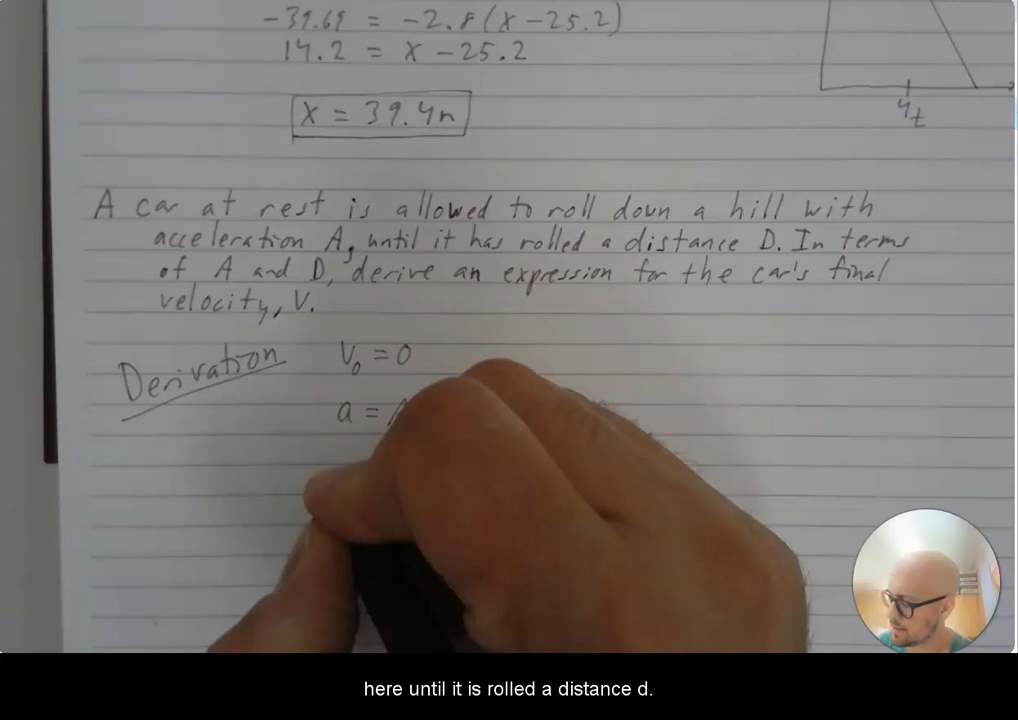 -39.69 = -2.8(x-25.2)
14.2 = x-25.2
x = 39.4m
4
t
A car at rest is allowed to roll down a hill with
acceleration A, until it has rolled a distance D. In terms
of A and D, derive an expression for the car's final
velocity, V.
Derivation
V₀ = 0
a =
here until it is rolled a distance d.